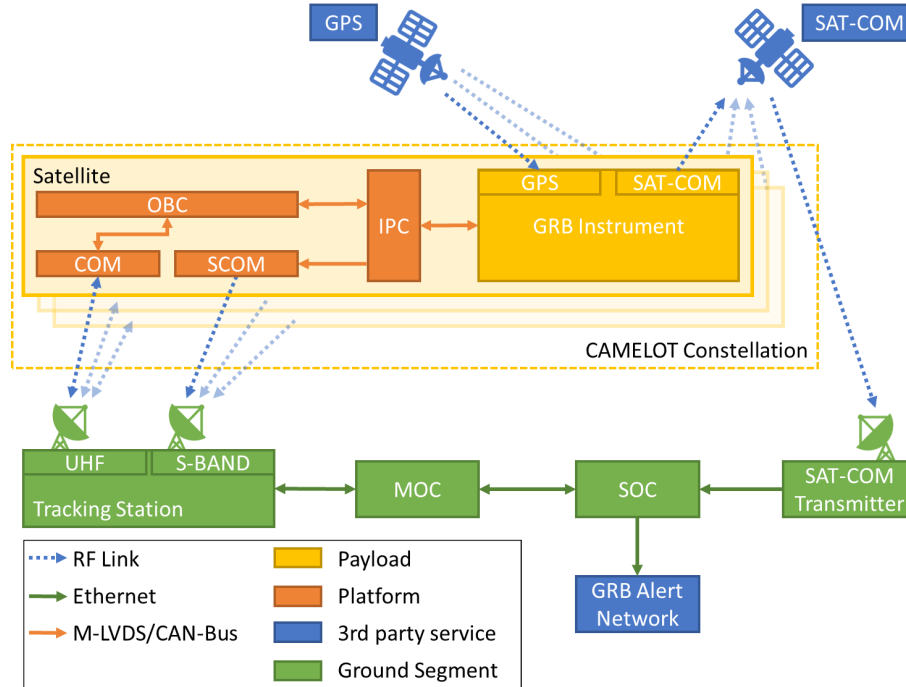 GPS
SAT-COM
Satellite
OBC
COM
SCOM
IPC
GPS
SAT-COM
GRB Instrument
CAMELOT Constellation
UHF
S-BAND
Tracking Station
MOC
SOC
SAT-COM
Transmitter
GRB Alert
Network
RF Link
Ethernet
M-LVDS/CAN-Bus
Payload
Platform
3rd party service
Ground Segment